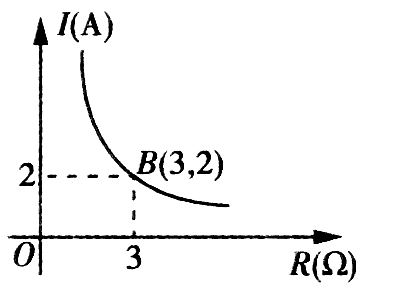 I(A)
B(3,2)
2
O
3
R(Ω)